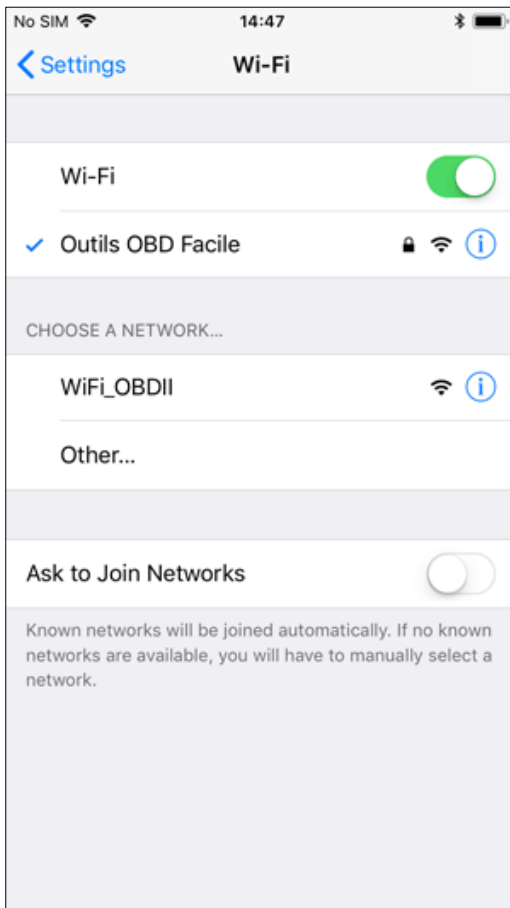 No SIM 14:47
Settings Wi-Fi
Wi-Fi
Outils OBD Facile
CHOOSE A NETWORK...
WiFi_OBDII
Other...
Ask to Join Networks
Known networks will be joined automatically. If no known
networks are available, you will have to manually select a
network.